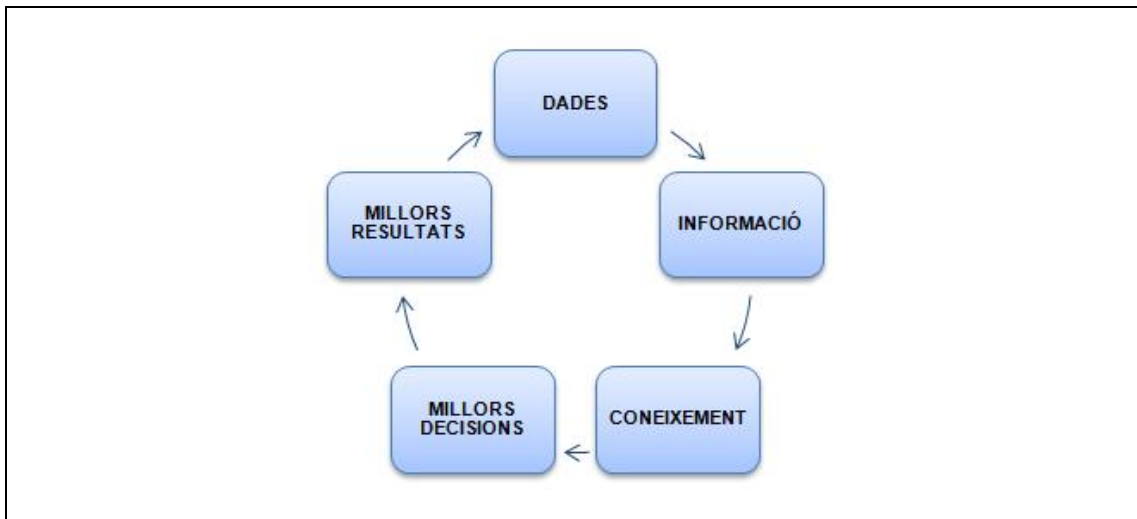 DADES
INFORMACIÓ
CONEIXEMENT
MILLORS
DECISIONS
MILLORS
RESULTATS